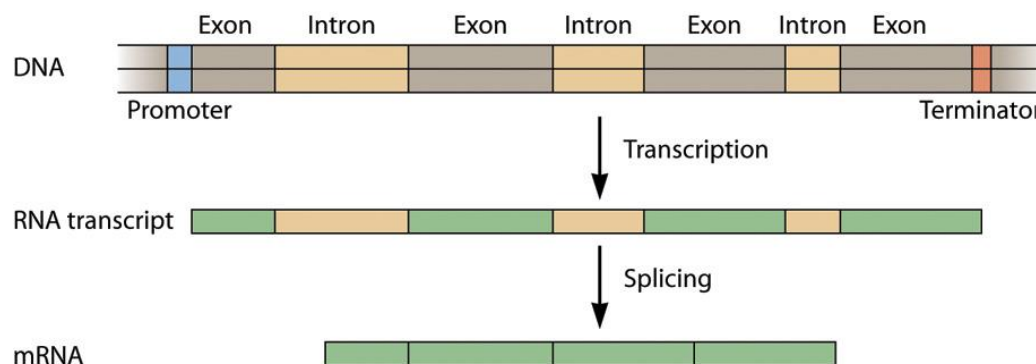 Exon Intron Exon Intron Exon Intron Exon
DNA
Promoter Terminator
Transcription
RNA transcript
Splicing
mRNA